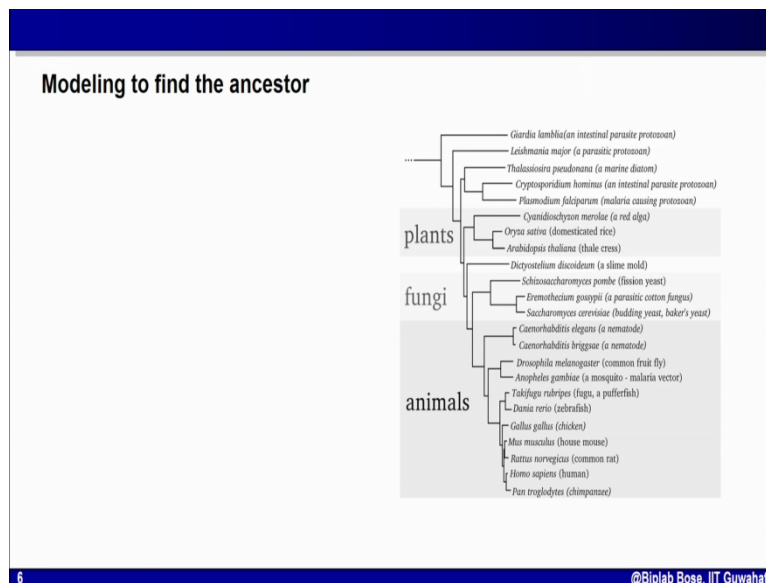 Modeling to find the ancestor
Giardia lamblia(an intestinal parasite protozoan)
Leishmania major (a parasitic protozoan)
Thalassiosira pseudonana (a marine diatom)
Cryptosporidium hominus (an intestinal parasite protozoan)
Plasmodium falciparum (malaria causing protozoan)
plants
Cyanidioschyzon merolae (a red alga)
Oryza sativa (domesticated rice)
Arabidopsis thaliana (thale cress)
Dictyostelium discoideum (a slime mold)
fungi
Schizosaccharomyces pombe (fission yeast)
Eremothecium gossypii (a parasitic cotton fungus)
Saccharomyces cerevisiae (budding yeast, baker's yeast)
animals
Caenorhabditis elegans (a nematode)
Caenorhabditis briggsae (a nematode)
Drosophila melanogaster (common fruit fly)
Anopheles gambiae (a mosquito - malaria vector)
Takifugu rubripes (fugu, a pufferfish)
Dania rerio (zebrafish)
Gallus gallus (chicken)
Mus musculus (house mouse)
Rattus norvegicus (common rat)
Homo sapiens (human)
Pan troglodytes (chimpanzee)
6
@Biplab Bose, IIT Guwahat